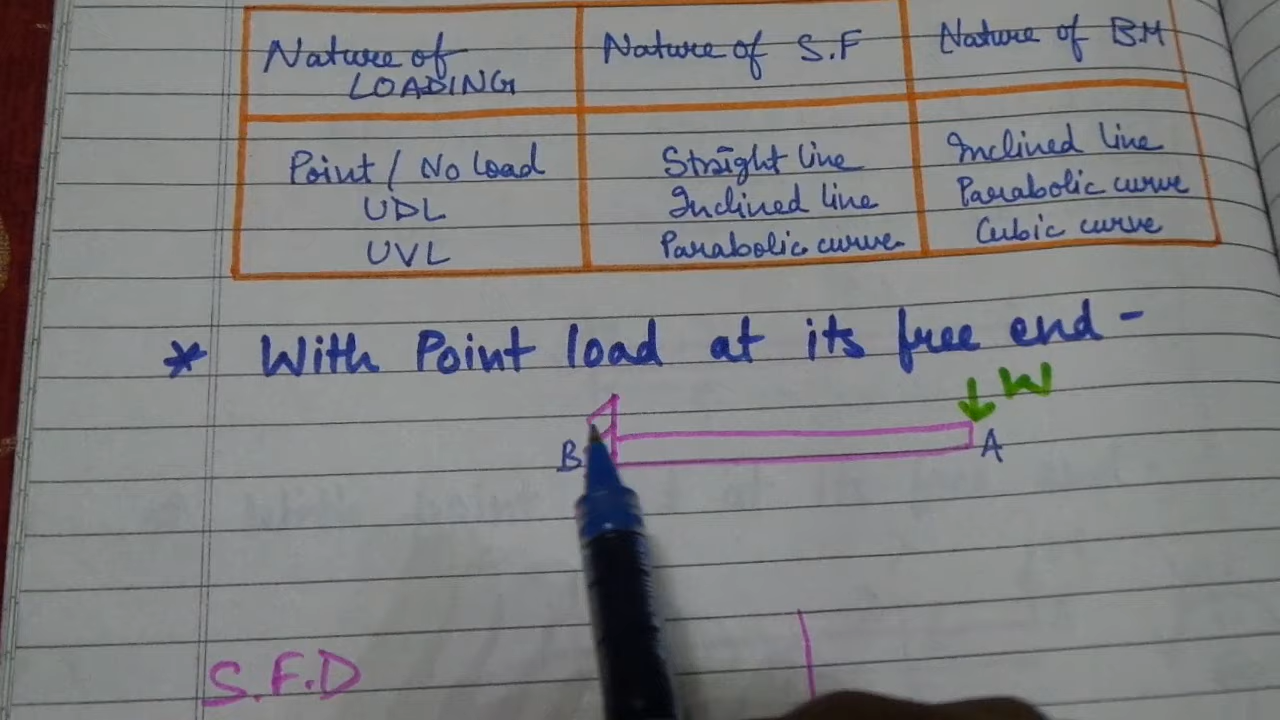 Nature of LOADING
Nature of S.F
Nature of B.M
Point / No load
Straight line
Inclined line
UDL
Inclined line
Parabolic curve
UVL
Parabolic curve
Cubic curve
* With Point load at its free end -
W
B
A
S.F.D